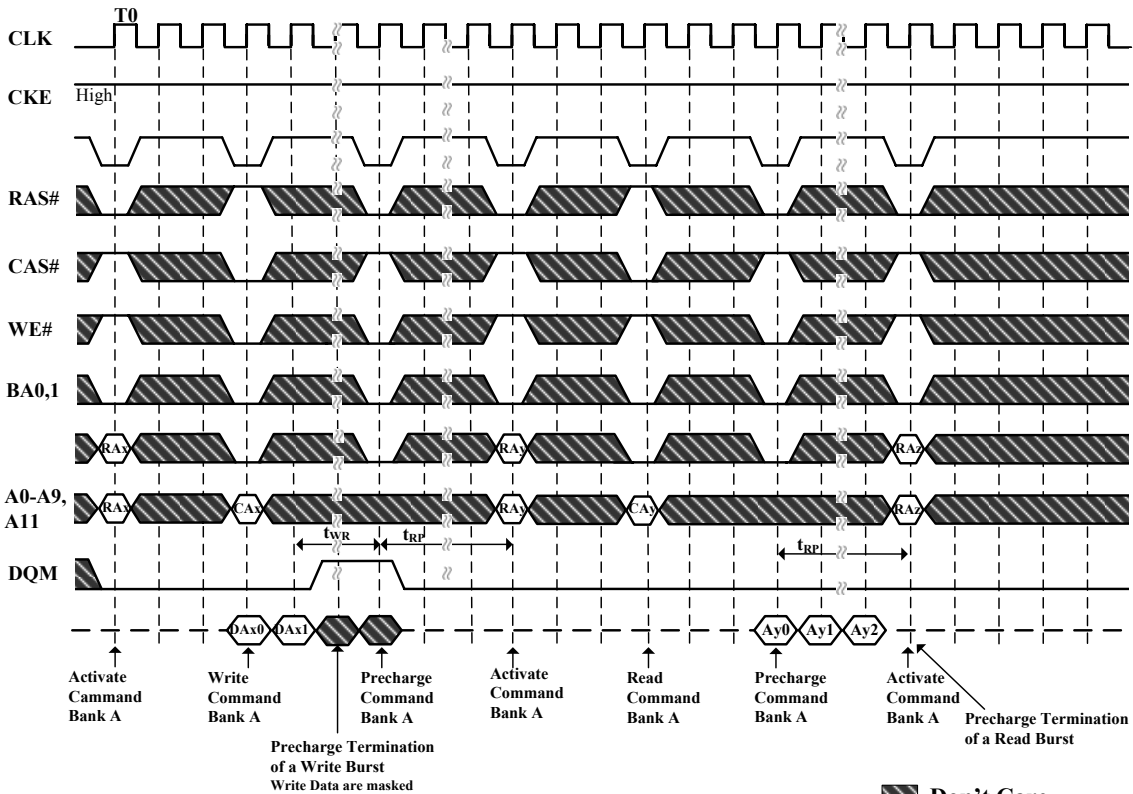 T0
CLK
CKE
High
RAS#
CAS#
WE#
BA0,1
RAx
RAy
RAz
A0-A9,
A11
RAx
CAx
RAy
CAy
RAz
tWR
tRP
tRP
DQM
DAx0
DAx1
Ay0
Ay1
Ay2
Activate
Cammand
Bank A
Write
Command
Bank A
Precharge
Command
Bank A
Activate
Command
Bank A
Read
Command
Bank A
Precharge
Command
Bank A
Activate
Command
Bank A
Precharge Termination
of a Read Burst
Precharge Termination
of a Write Burst
Write Data are masked
Don't Care